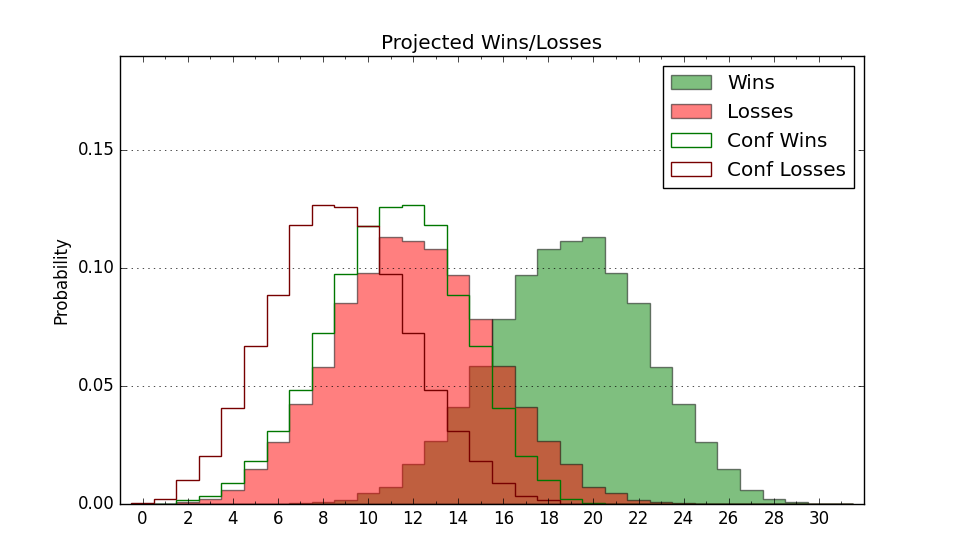 Projected Wins/Losses
Wins
Losses
Conf Wins
Conf Losses
Probability
0.15
0.10
0.05
0.00
0 2 4 6 8 10 12 14 16 18 20 22 24 26 28 30